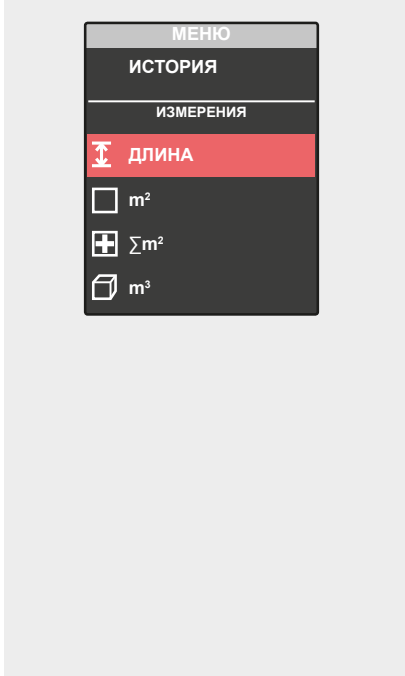 МЕНЮ
ИСТОРИЯ
ИЗМЕРЕНИЯ
ДЛИНА
m²
∑m²
m³